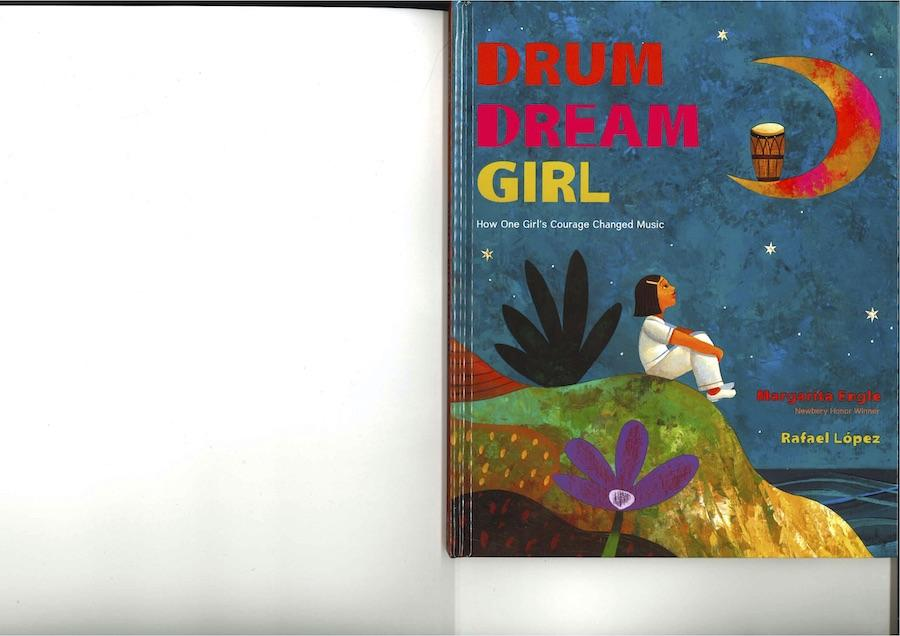 DRUM
DREAM
GIRL
How One Girl's Courage Changed Music
Margarita Engle
Newbery Honor Winner
Rafael López